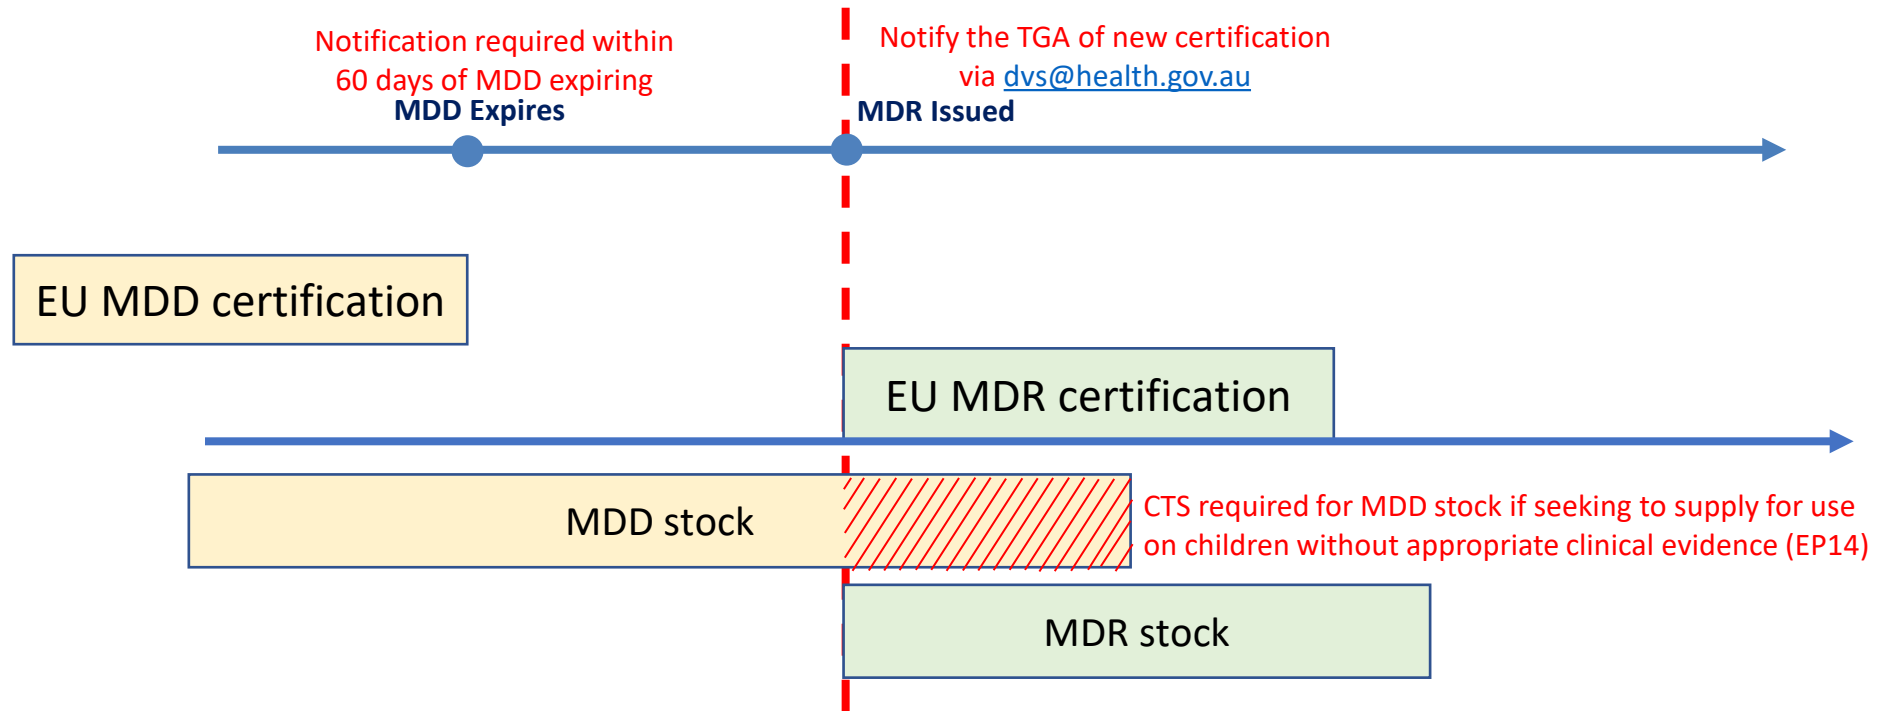 Notification required within
60 days of MDD expiring
MDD Expires
Notify the TGA of new certification
via dvs@health.gov.au
MDR Issued
EU MDD certification
EU MDR certification
MDD stock
CTS required for MDD stock if seeking to supply for use
on children without appropriate clinical evidence (EP14)
MDR stock